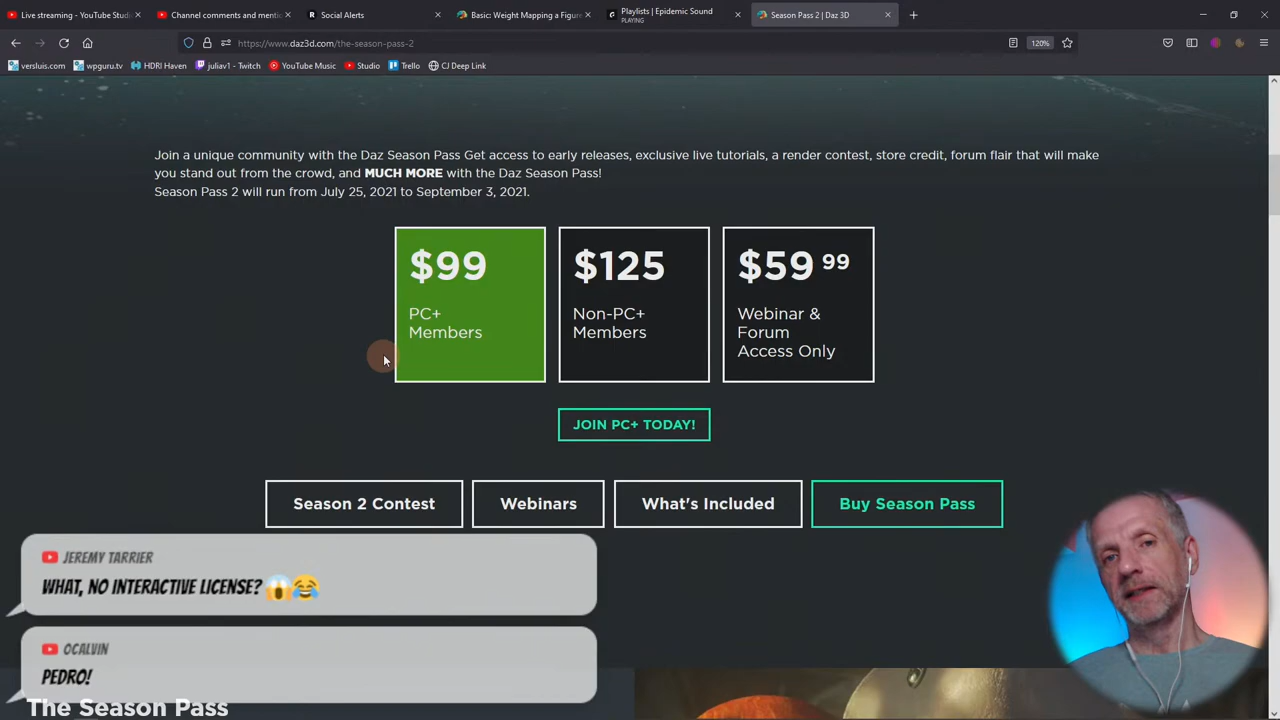 Live streaming - YouTube Stud
Channel comments and mentio
Social Alerts
Basic: Weight Mapping a Figure
Playlists | Epidemic Sound
PLAYING
Season Pass 2 | Daz 3D
https://www.daz3d.com/the-season-pass-2
120%
versluis.com
wpguru.tv
HDRI Haven
juliav1 - Twitch
YouTube Music
Studio
Trello
CJ Deep Link
Join a unique community with the Daz Season Pass Get access to early releases, exclusive live tutorials, a render contest, store credit, forum flair that will make
you stand out from the crowd, and MUCH MORE with the Daz Season Pass!
Season Pass 2 will run from July 25, 2021 to September 3, 2021.
$99
PC+
Members
$125
Non-PC+
Members
$59 99
Webinar &
Forum
Access Only
JOIN PC+ TODAY!
Season 2 Contest
Webinars
What's Included
Buy Season Pass
JEREMY TARRIER
WHAT, NO INTERACTIVE LICENSE? 😱😂
OCALVIN
PEDRO!
The Season Pass